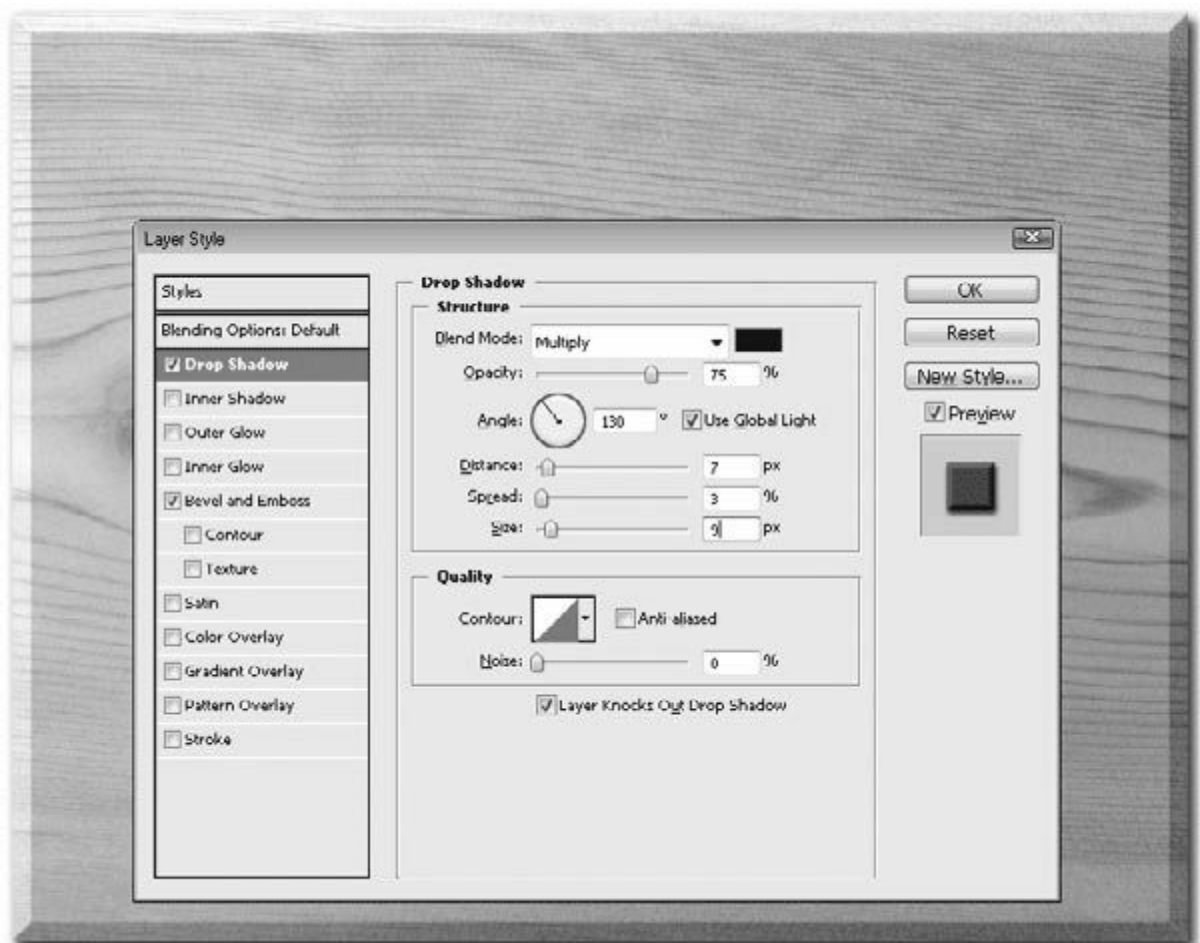 Layer Style
Styles
Blending Options: Default
Drop Shadow
Inner Shadow
Outer Glow
Inner Glow
Bevel and Emboss
Contour
Texture
Satin
Color Overlay
Gradient Overlay
Pattern Overlay
Stroke
Drop Shadow
Structure
Blend Mode: Multiply
Opacity: 75 %
Angle: 130 ° Use Global Light
Distance: 7 px
Spread: 3 %
Size: 9 px
Quality
Contour: Anti-aliased
Noise: 0 %
Layer Knocks Out Drop Shadow
OK
Reset
New Style...
Preview